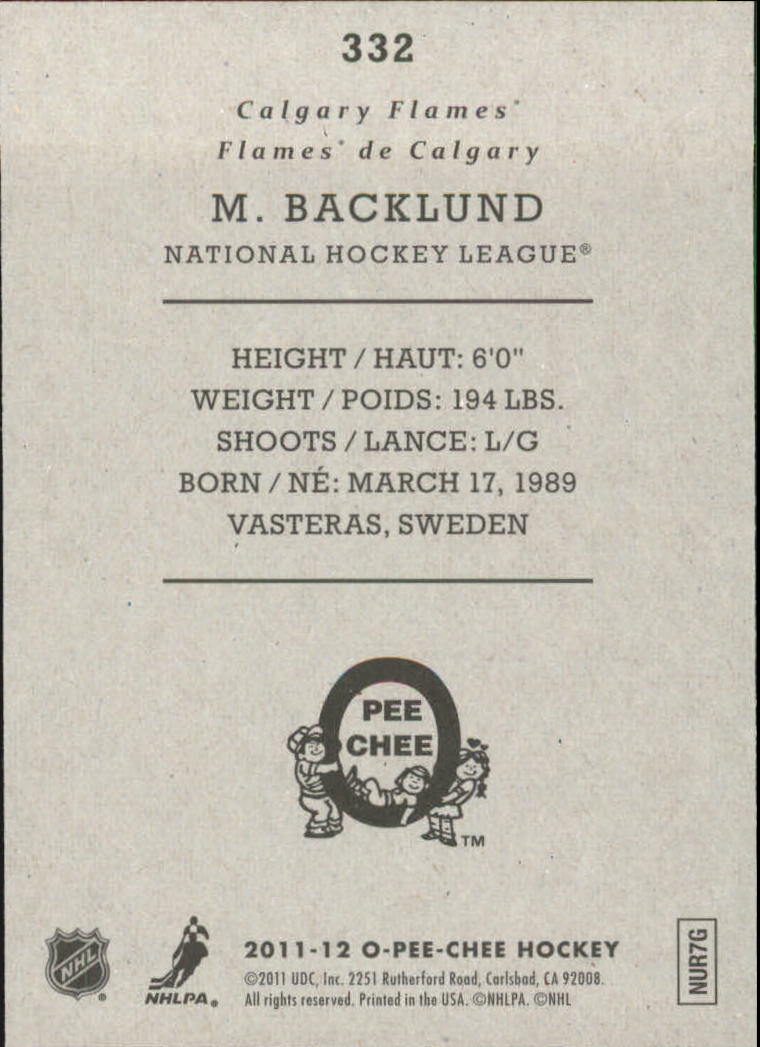 332
Calgary Flames*
Flames* de Calgary
M. BACKLUND
NATIONAL HOCKEY LEAGUE®
HEIGHT / HAUT: 6'0"
WEIGHT / POIDS: 194 LBS.
SHOOTS / LANCE: L/G
BORN / NÉ: MARCH 17, 1989
VASTERAS, SWEDEN
O
PEE
CHEE
TM
NHL
®
NHLPA®
2011-12 O-PEE-CHEE HOCKEY
©2011 UDC, Inc. 2251 Rutherford Road, Carlsbad, CA 92008.
All rights reserved. Printed in the USA. ©NHLPA. ©NHL
NUR7G